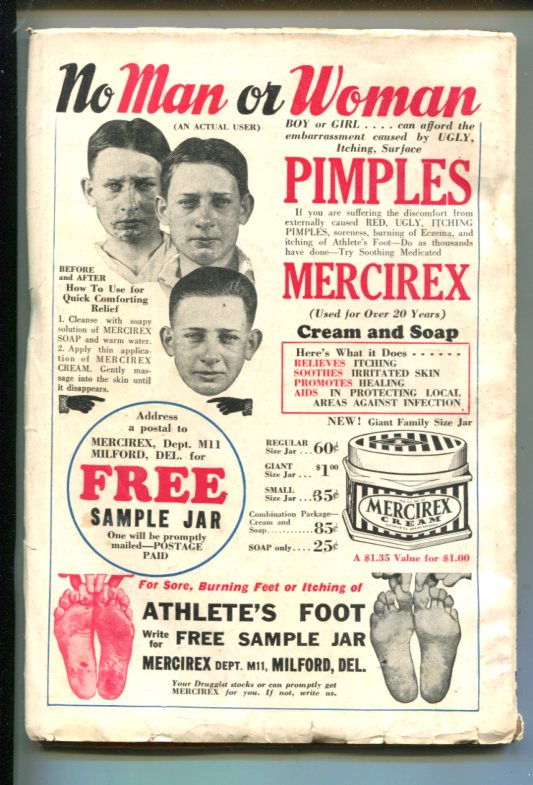 No Man or Woman
(AN ACTUAL USER)
BOY or GIRL . . . . can afford the
embarrassment caused by UGLY,
Itching, Surface
PIMPLES
If you are suffering the discomfort from
externally caused RED, UGLY, ITCHING
PIMPLES, soreness, burning of Eczema, and
itching of Athlete's Foot—Do as thousands
have done—Try Soothing Medicated
MERCIREX
(Used for Over 20 Years)
Cream and Soap
BEFORE
and AFTER
How To Use for
Quick Comforting
Relief
1. Cleanse with soapy
solution of MERCIREX
SOAP and warm water.
2. Apply thin applica-
tion of MERCIREX
CREAM. Gently mas-
sage into the skin until
it disappears.
Here's What it Does - - - - - -
RELIEVES ITCHING
SOOTHES IRRITATED SKIN
PROMOTES HEALING
AIDS IN PROTECTING LOCAL
AREAS AGAINST INFECTION
Address
a postal to
MERCIREX, Dept. M11
MILFORD, DEL. for
FREE
SAMPLE JAR
One will be promptly
mailed—POSTAGE
PAID
NEW! Giant Family Size Jar
REGULAR
Size Jar ... 60¢
GIANT
Size Jar ... $1.00
SMALL
Size Jar ... 35¢
Combination Package—
Cream and
Soap............ 85¢
SOAP only.... 25¢
MERCIREX
CREAM
A $1.35 Value for $1.00
For Sore, Burning Feet or Itching of
ATHLETE'S FOOT
Write
for FREE SAMPLE JAR
MERCIREX DEPT. M11, MILFORD, DEL.
Your Druggist stocks or can promptly get
MERCIREX for you. If not, write us.